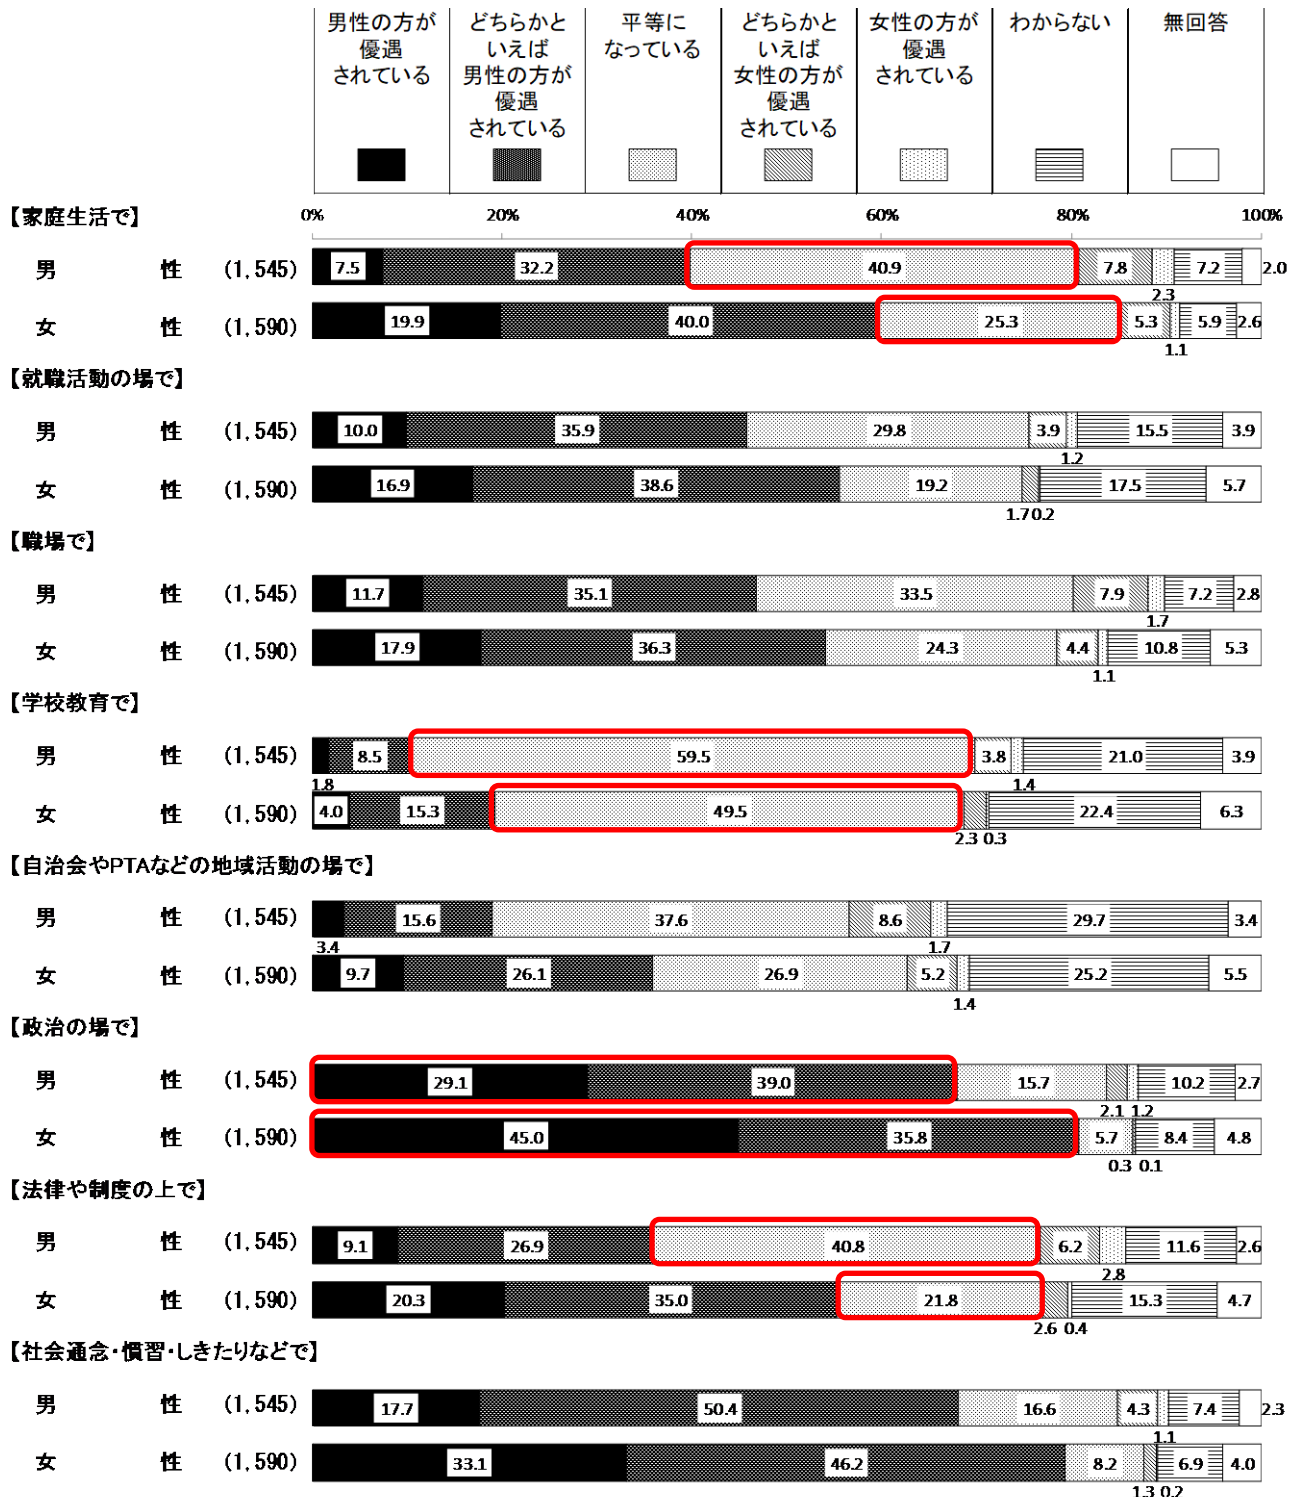 男性の方が
優遇
されている
どちらかと
いえば
男性の方が
優遇
されている
平等に
なっている
どちらかと
いえば
女性の方が
優遇
されている
女性の方が
優遇
されている
わからない
無回答
【家庭生活で】
0% 20% 40% 60% 80% 100%
男 性 (1,545) 7.5 32.2 40.9 7.8 7.2 2.0
2.3
女 性 (1,590) 19.9 40.0 25.3 5.3 5.9 2.6
1.1
【就職活動の場で】
男 性 (1,545) 10.0 35.9 29.8 3.9 15.5 3.9
1.2
女 性 (1,590) 16.9 38.6 19.2 17.5 5.7
1.7 0.2
【職場で】
男 性 (1,545) 11.7 35.1 33.5 7.9 7.2 2.8
1.7
女 性 (1,590) 17.9 36.3 24.3 4.4 10.8 5.3
1.1
【学校教育で】
男 性 (1,545) 8.5 59.5 3.8 21.0 3.9
1.8 1.4
女 性 (1,590) 4.0 15.3 49.5 22.4 6.3
2.3 0.3
【自治会やPTAなどの地域活動の場で】
男 性 (1,545) 15.6 37.6 8.6 29.7 3.4
3.4 1.7
女 性 (1,590) 9.7 26.1 26.9 5.2 25.2 5.5
1.4
【政治の場で】
男 性 (1,545) 29.1 39.0 15.7 10.2 2.7
2.1 1.2
女 性 (1,590) 45.0 35.8 5.7 8.4 4.8
0.3 0.1
【法律や制度の上で】
男 性 (1,545) 9.1 26.9 40.8 6.2 11.6 2.6
2.8
女 性 (1,590) 20.3 35.0 21.8 15.3 4.7
2.6 0.4
【社会通念・慣習・しきたりなどで】
男 性 (1,545) 17.7 50.4 16.6 4.3 7.4 2.3
1.1
女 性 (1,590) 33.1 46.2 8.2 6.9 4.0
1.3 0.2